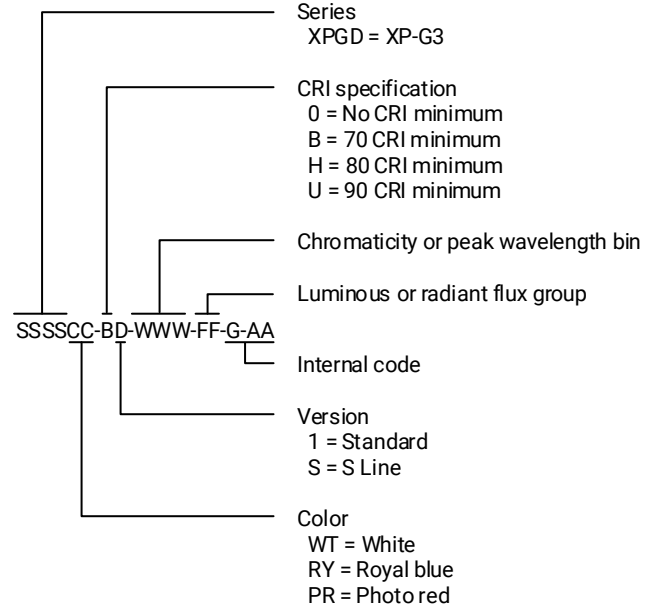 Series
XPGD = XP-G3
CRI specification
0 = No CRI minimum
B = 70 CRI minimum
H = 80 CRI minimum
U = 90 CRI minimum
Chromaticity or peak wavelength bin
Luminous or radiant flux group
SSSSCC-BD-WWW-FF-G-AA
Internal code
Version
1 = Standard
S = S Line
Color
WT = White
RY = Royal blue
PR = Photo red